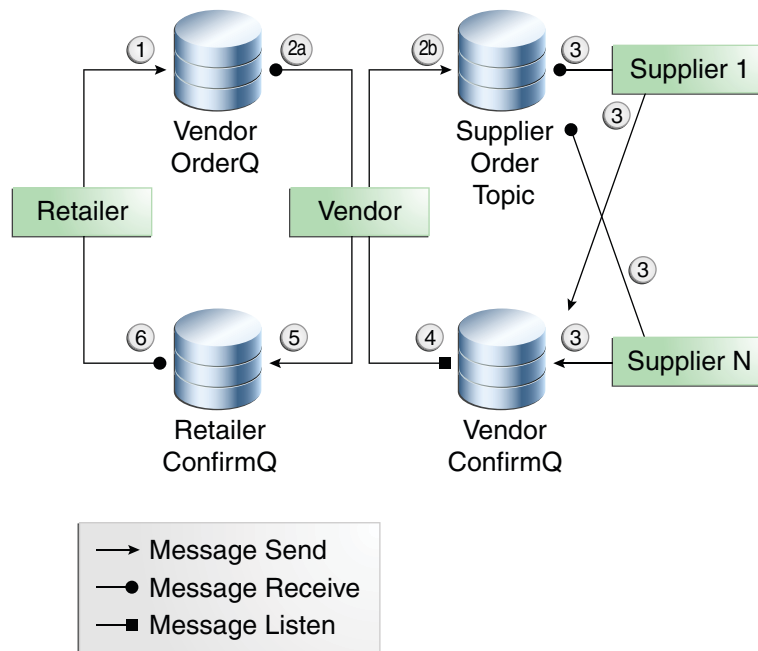 1
2a
2b
3
Supplier 1
3
Vendor
OrderQ
Supplier
Order
Topic
Retailer
Vendor
3
6
5
4
3
Supplier N
Retailer
ConfirmQ
Vendor
ConfirmQ
Message Send
Message Receive
Message Listen